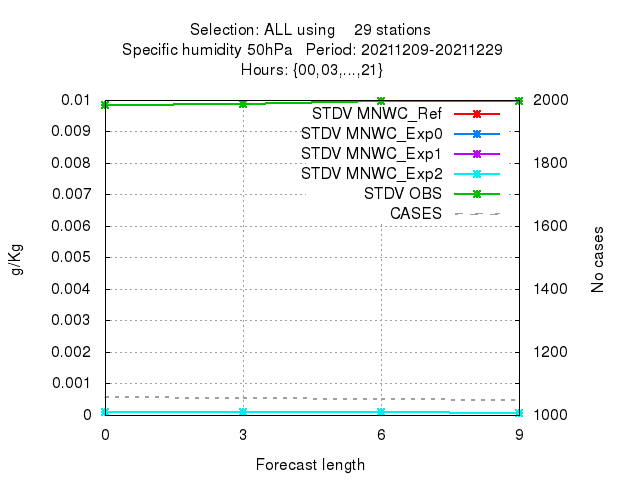 Selection: ALL using    29 stations
Specific humidity 50hPa   Period: 20211209-20211229
Hours: {00,03,...,21}
0.01
0.009
0.008
0.007
0.006
0.005
0.004
0.003
0.002
0.001
0
g/Kg
STDV MNWC_Ref
STDV MNWC_Exp0
STDV MNWC_Exp1
STDV MNWC_Exp2
STDV OBS
CASES
2000
1800
1600
1400
1200
1000
No cases
0 3 6 9
Forecast length